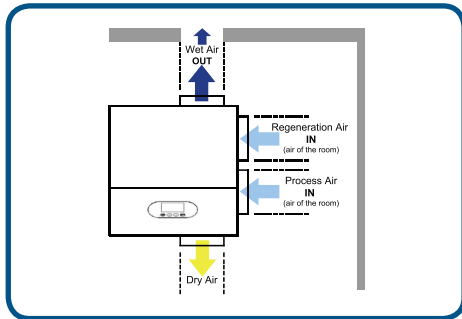 Wet Air
OUT
Regeneration Air
IN
(air of the room)
Process Air
IN
(air of the room)
Dry Air